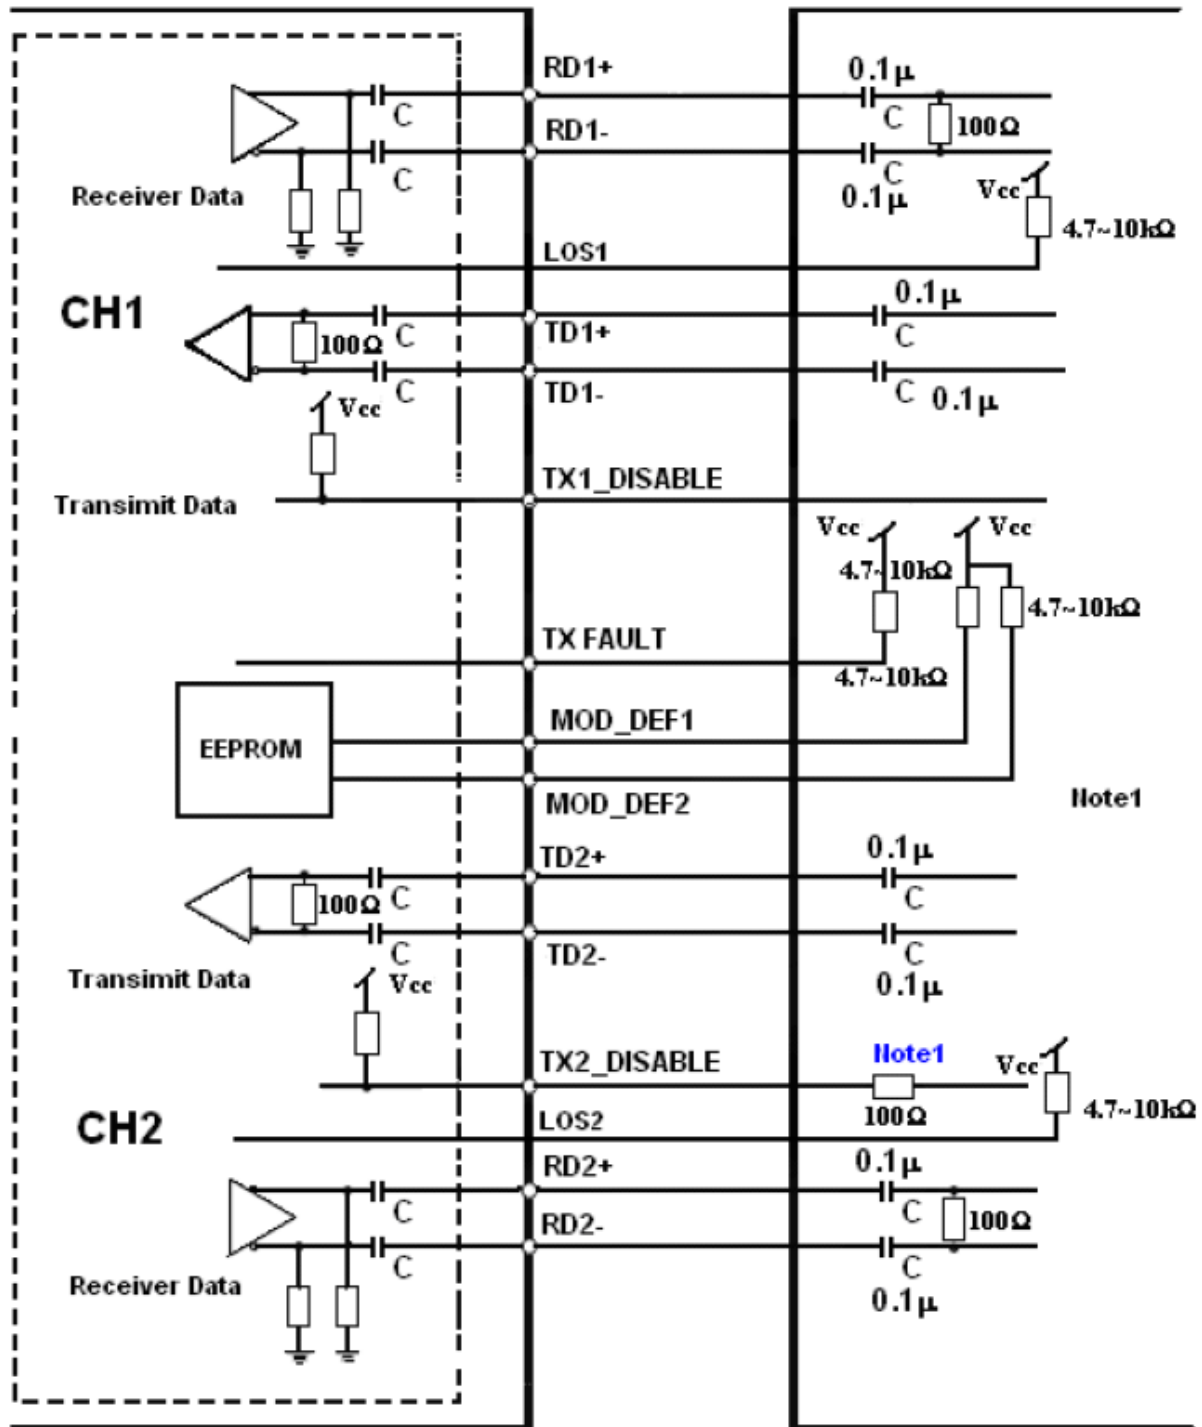 RD1+
0.1μ
C
C
100Ω
RD1-
C
C
Receiver Data
0.1μ
Vcc
4.7~10kΩ
LOS1
CH1
0.1μ
100Ω
C
TD1+
C
Vcc
C
TD1-
C
0.1μ
Transimit Data
TX1_DISABLE
Vcc
Vcc
4.7~10kΩ
4.7~10kΩ
TX FAULT
4.7~10kΩ
EEPROM
MOD_DEF1
MOD_DEF2
Note1
TD2+
0.1μ
100Ω
C
C
C
TD2-
C
Transimit Data
Vcc
0.1μ
TX2_DISABLE
Note1
Vcc
100Ω
4.7~10kΩ
CH2
LOS2
RD2+
0.1μ
C
RD2-
C
100Ω
C
C
Receiver Data
0.1μ